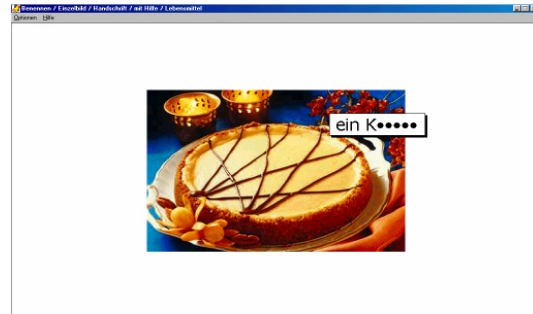 Benennen / Einzelbild / Handschrift / mit Hilfe / Lebensmittel
Optionen Hilfe
ein K•••••